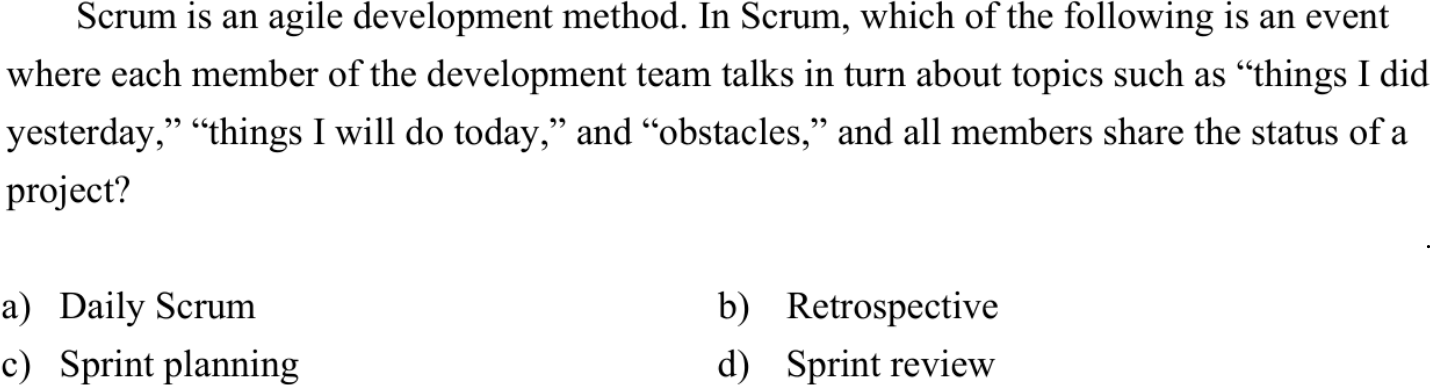 Scrum is an agile development method. In Scrum, which of the following is an event
where each member of the development team talks in turn about topics such as “things I did
yesterday,” “things I will do today,” and “obstacles,” and all members share the status of a
project?
a) Daily Scrum b) Retrospective
c) Sprint planning d) Sprint review